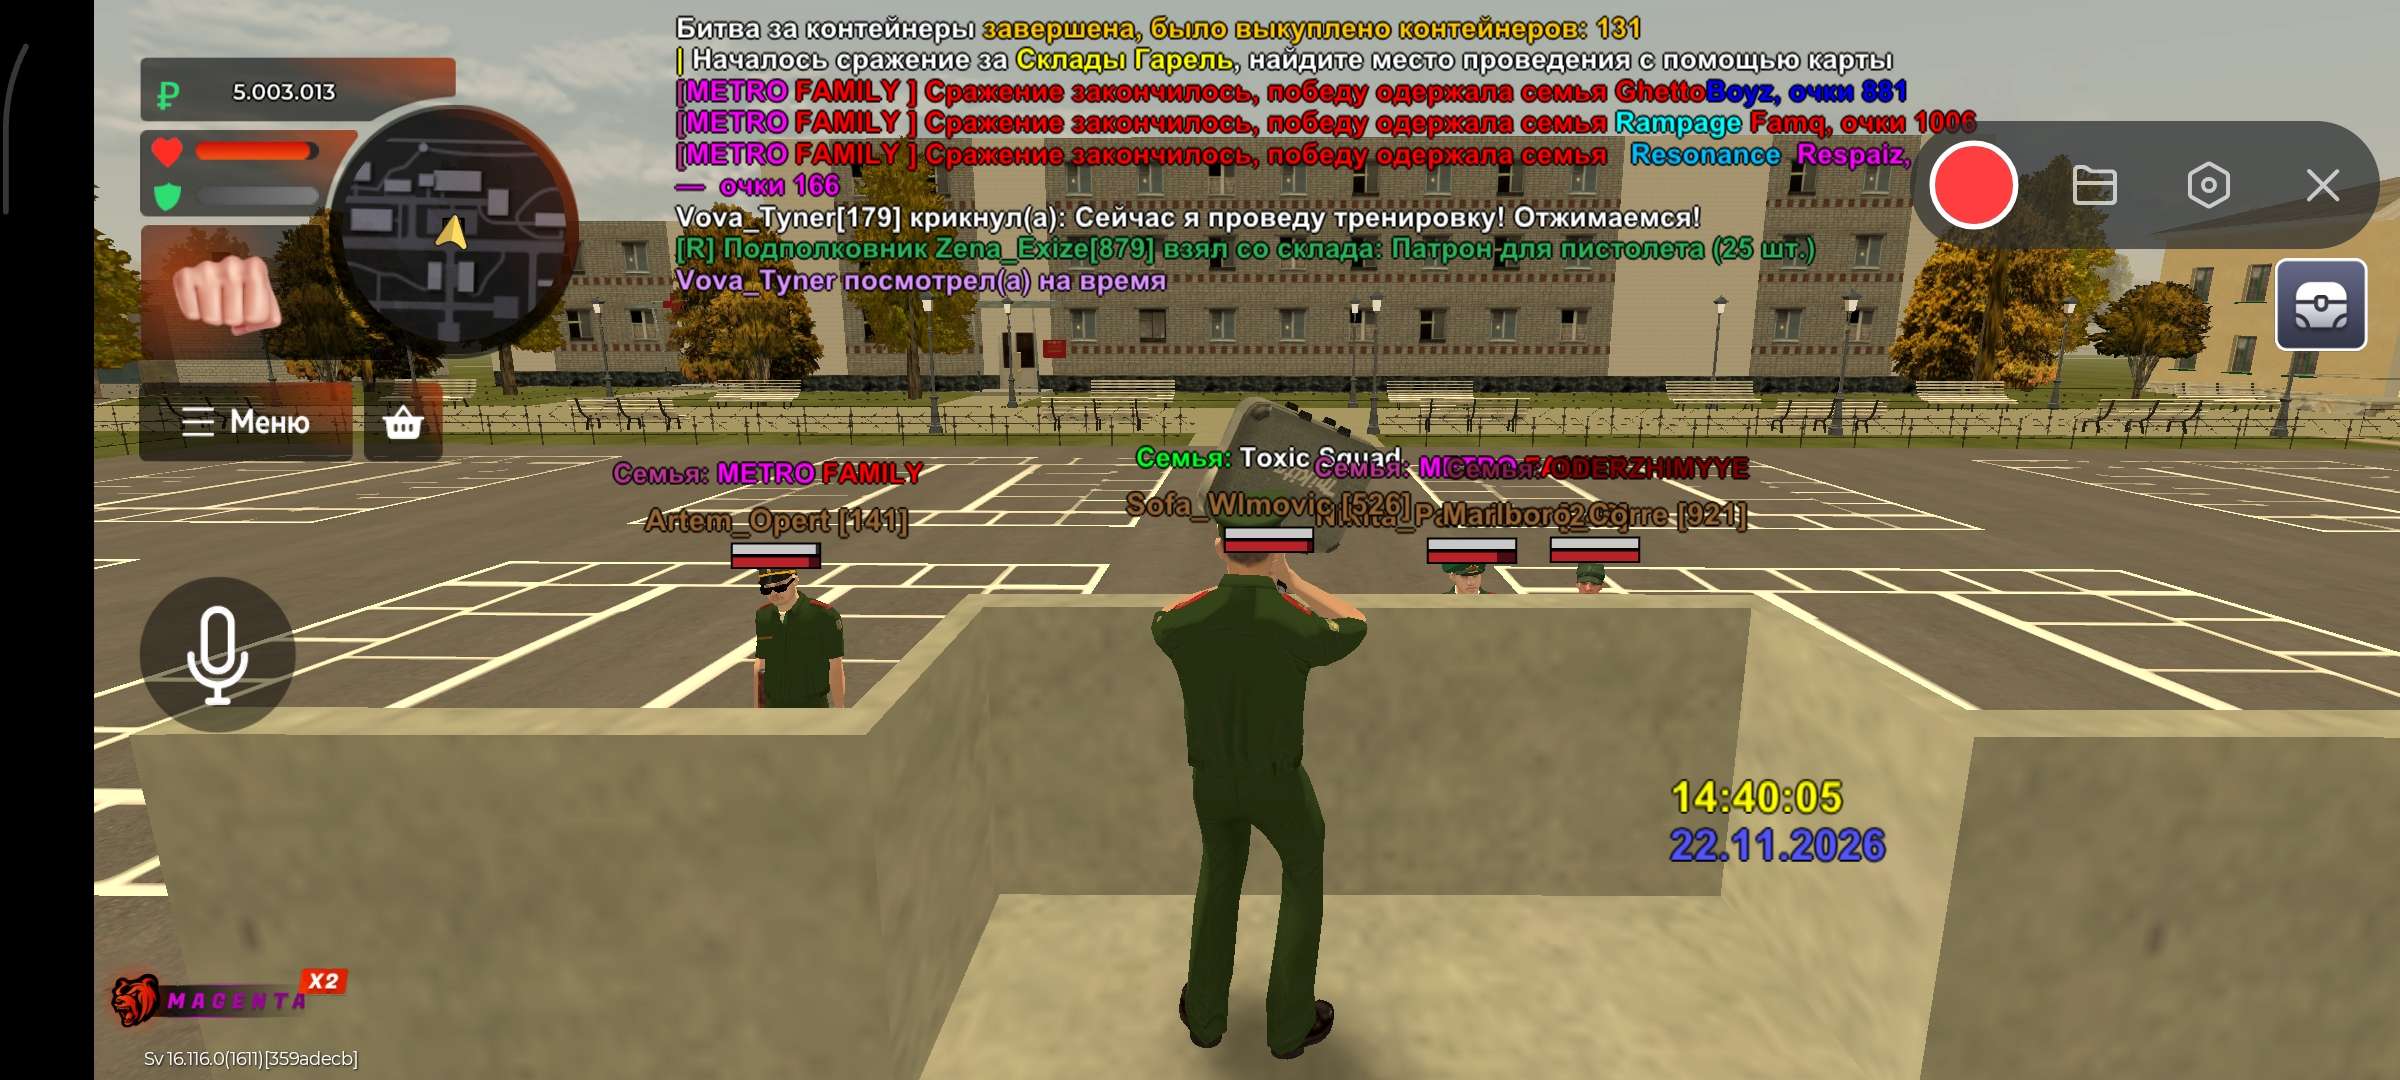 Битва за контейнеры завершена, было выкуплено контейнеров: 131
| Началось сражение за Склады Гарель, найдите место проведения с помощью карты
[METRO FAMILY ] Сражение закончилось, победу одержала семья GhettoBoyz, очки 881
[METRO FAMILY ] Сражение закончилось, победу одержала семья Rampage Famq, очки 1006
[METRO FAMILY ] Сражение закончилось, победу одержала семья Resonance Respaiz,
— очки 166
Vova_Tyner[179] крикнул(а): Сейчас я проведу тренировку! Отжимаемся!
[R] Подполковник Zena_Exize[879] взял со склада: Патрон для пистолета (25 шт.)
Vova_Tyner посмотрел(а) на время
5.003.013
Меню
Семья: METRO FAMILY
Artem_Opert [141]
Семья: Toxic Squad
Sofa_Wlmovic [526]
Семья:
Семья: ODERZHIMYYE
Marlboro_Corre [921]
14:40:05
22.11.2026
MAGENTA X2
Sv 16.116.0(1611)[359adecb]